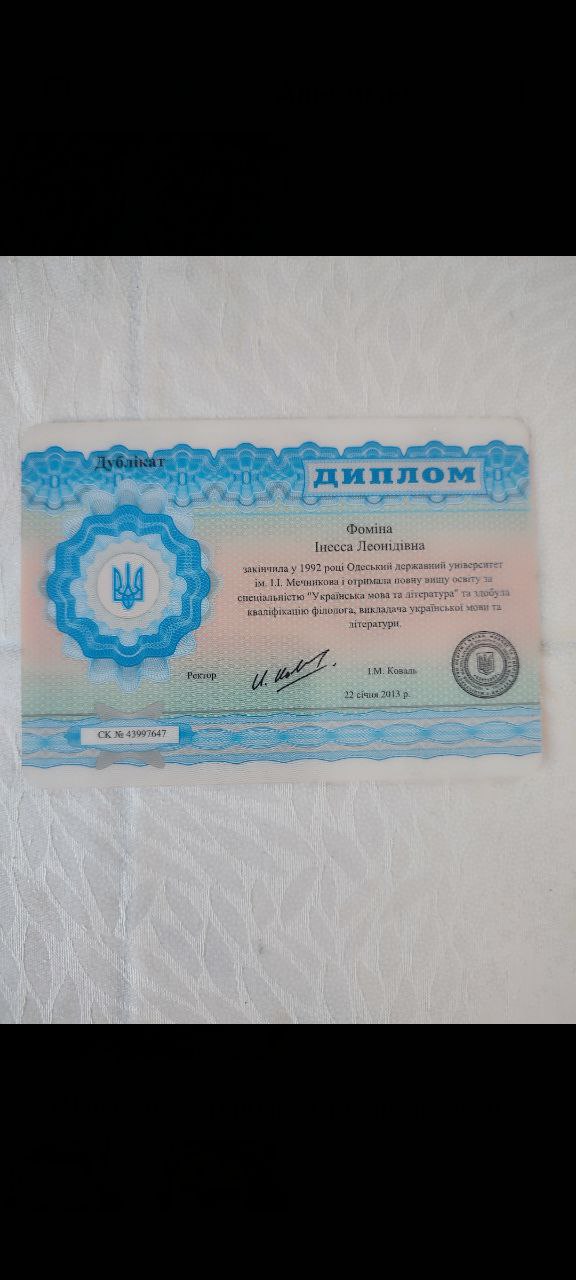 Дублікат
ДИПЛОМ
Фоміна
Інесса Леонідівна
закінчила у 1992 році Одеський державний університет
ім. І.І. Мечникова і отримала повну вищу освіту за
спеціальністю "Українська мова та література" та здобула
кваліфікацію філолога, викладача української мови та
літератури.
Ректор
І.М. Коваль
22 січня 2013 р.
СК № 43997647